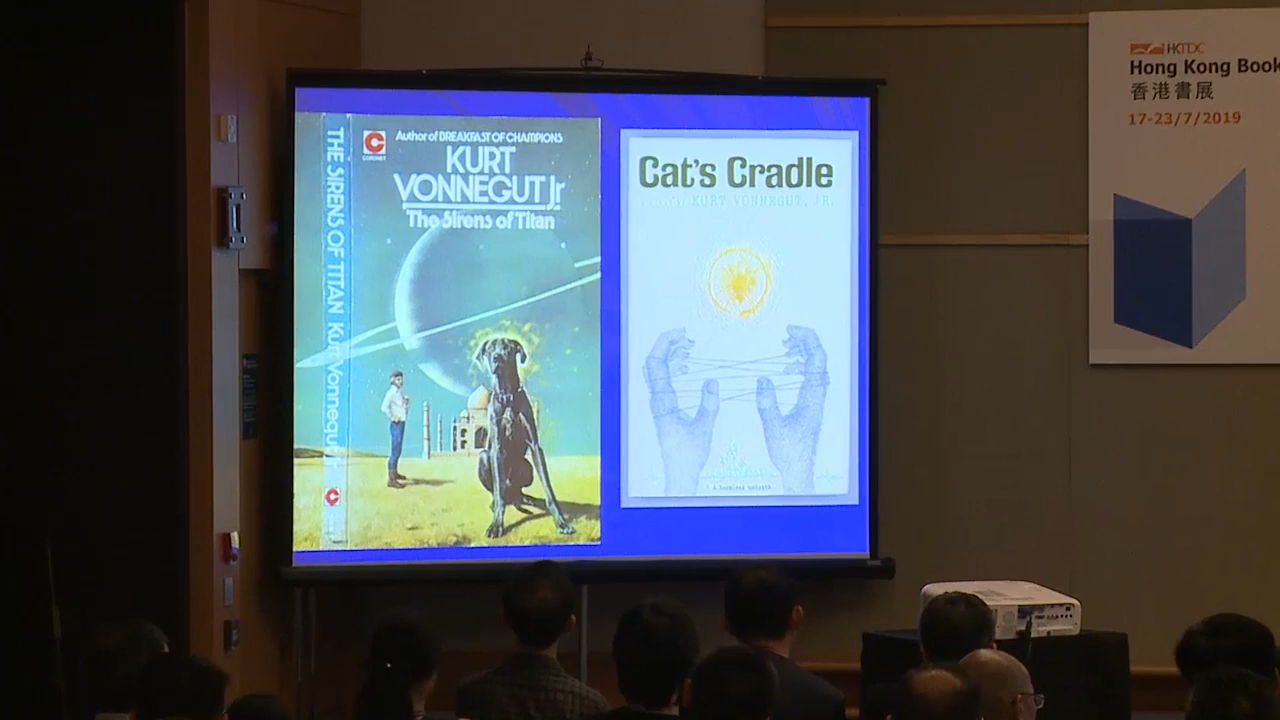 THE SIRENS OF TITAN Kurt Vonnegut
CORONET
Author of BREAKFAST OF CHAMPIONS
KURT
VONNEGUT Jr
The Sirens of Titan
Cat's Cradle
KURT VONNEGUT, JR.
HKTDC
Hong Kong Book
香港書展
17-23/7/2019